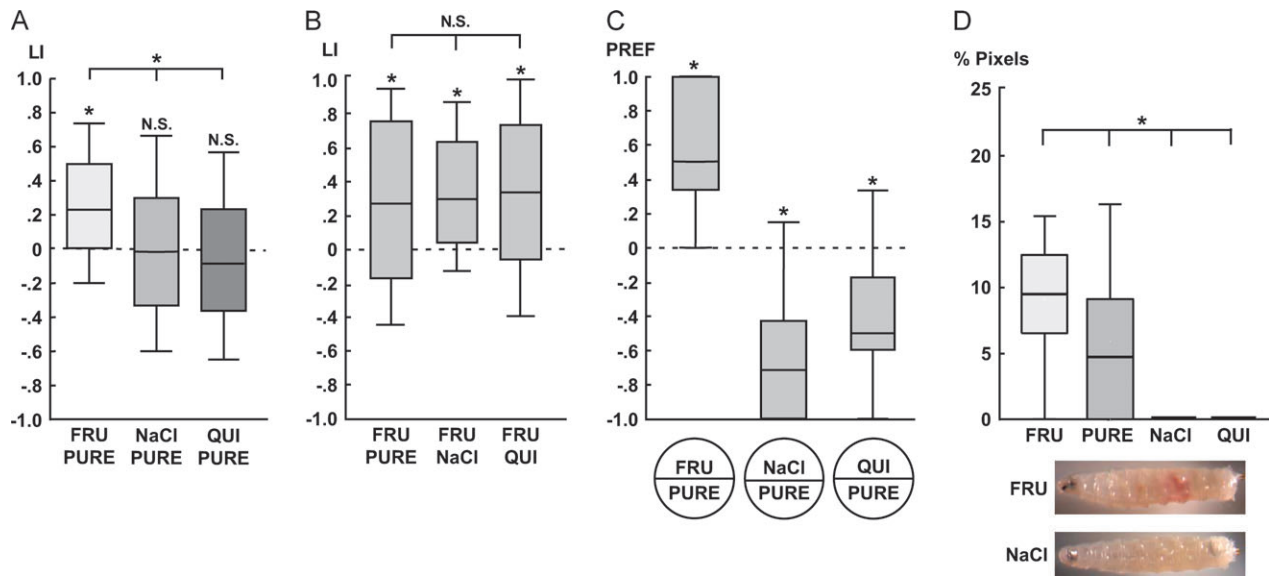 A
LI
*
1.0
.8
.6
.4
.2
0
-.2
-.4
-.6
-.8
-1.0
*
N.S.
N.S.
FRU
PURE
NaCl
PURE
QUI
PURE
B
LI
N.S.
1.0
.8
.6
.4
.2
0
-.2
-.4
-.6
-.8
-1.0
*
*
*
FRU
PURE
FRU
NaCl
FRU
QUI
C
PREF
1.0
.8
.6
.4
.2
0
-.2
-.4
-.6
-.8
-1.0
*
*
*
FRU
PURE
NaCl
PURE
QUI
PURE
D
% Pixels
25
20
15
10
5
0
*
FRU PURE NaCl QUI
FRU
NaCl